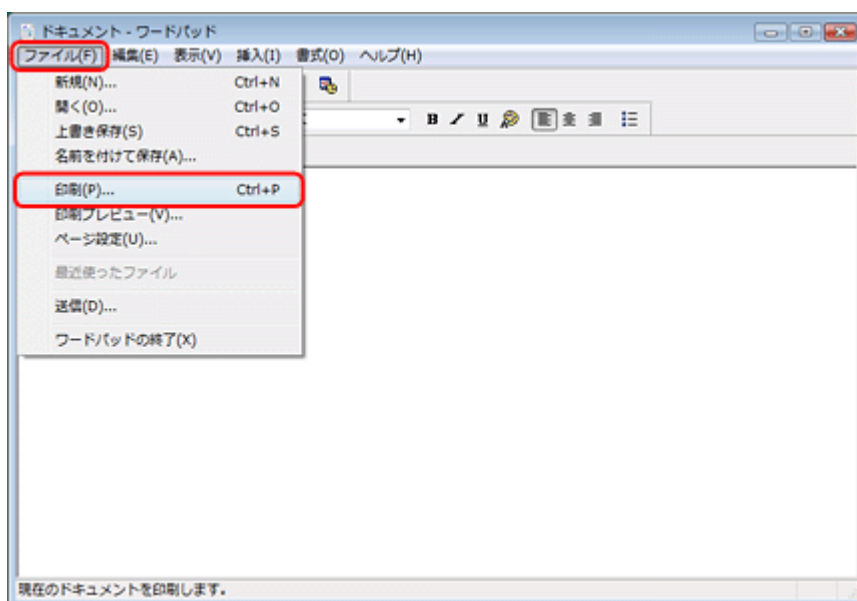 ドキュメント - ワードパッド
ファイル(F) 編集(E) 表示(V) 挿入(I) 書式(O) ヘルプ(H)
新規(N)... Ctrl+N
開く(O)... Ctrl+O
上書き保存(S) Ctrl+S
名前を付けて保存(A)...
印刷(P)... Ctrl+P
印刷プレビュー(V)...
ページ設定(U)...
最近使ったファイル
送信(D)...
ワードパッドの終了(X)
B I U
現在のドキュメントを印刷します。